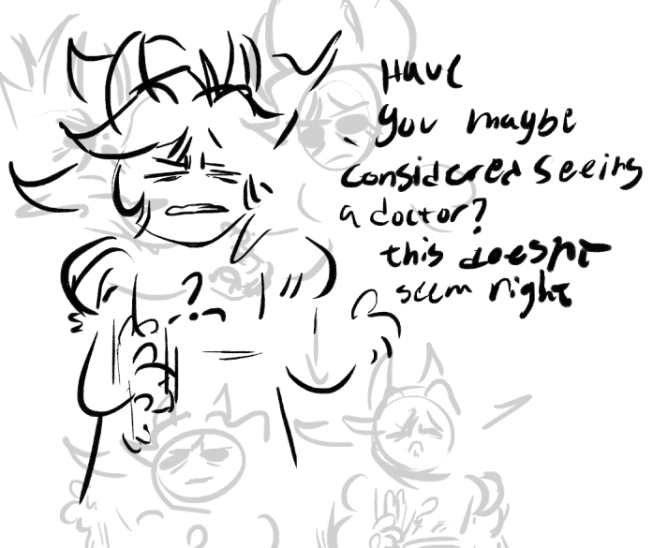 Have
you maybe
considered seeing
a doctor?
this doesnt
seem right
?
?
?